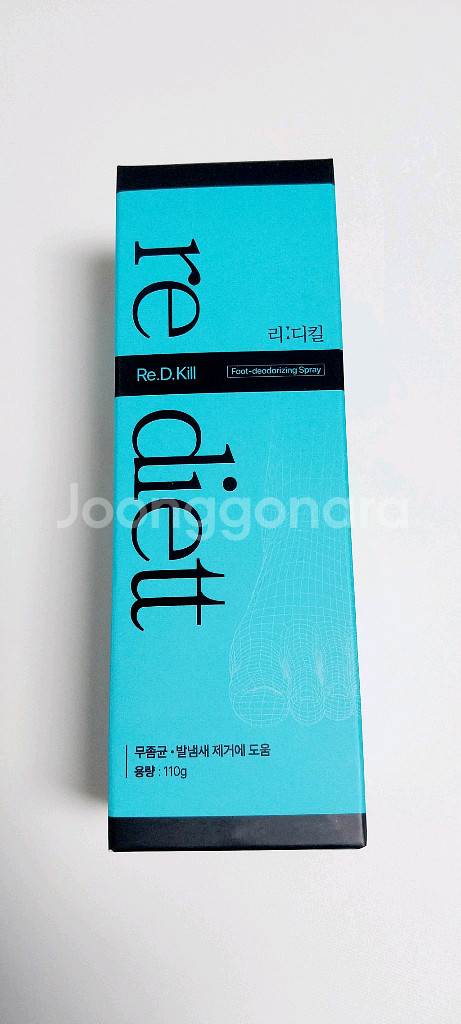 re
diett
리:디킬
Re.D.Kill
Foot-deodorizing Spray
Joonggonara
무좀균•발냄새 제거에 도움
용량 : 110g